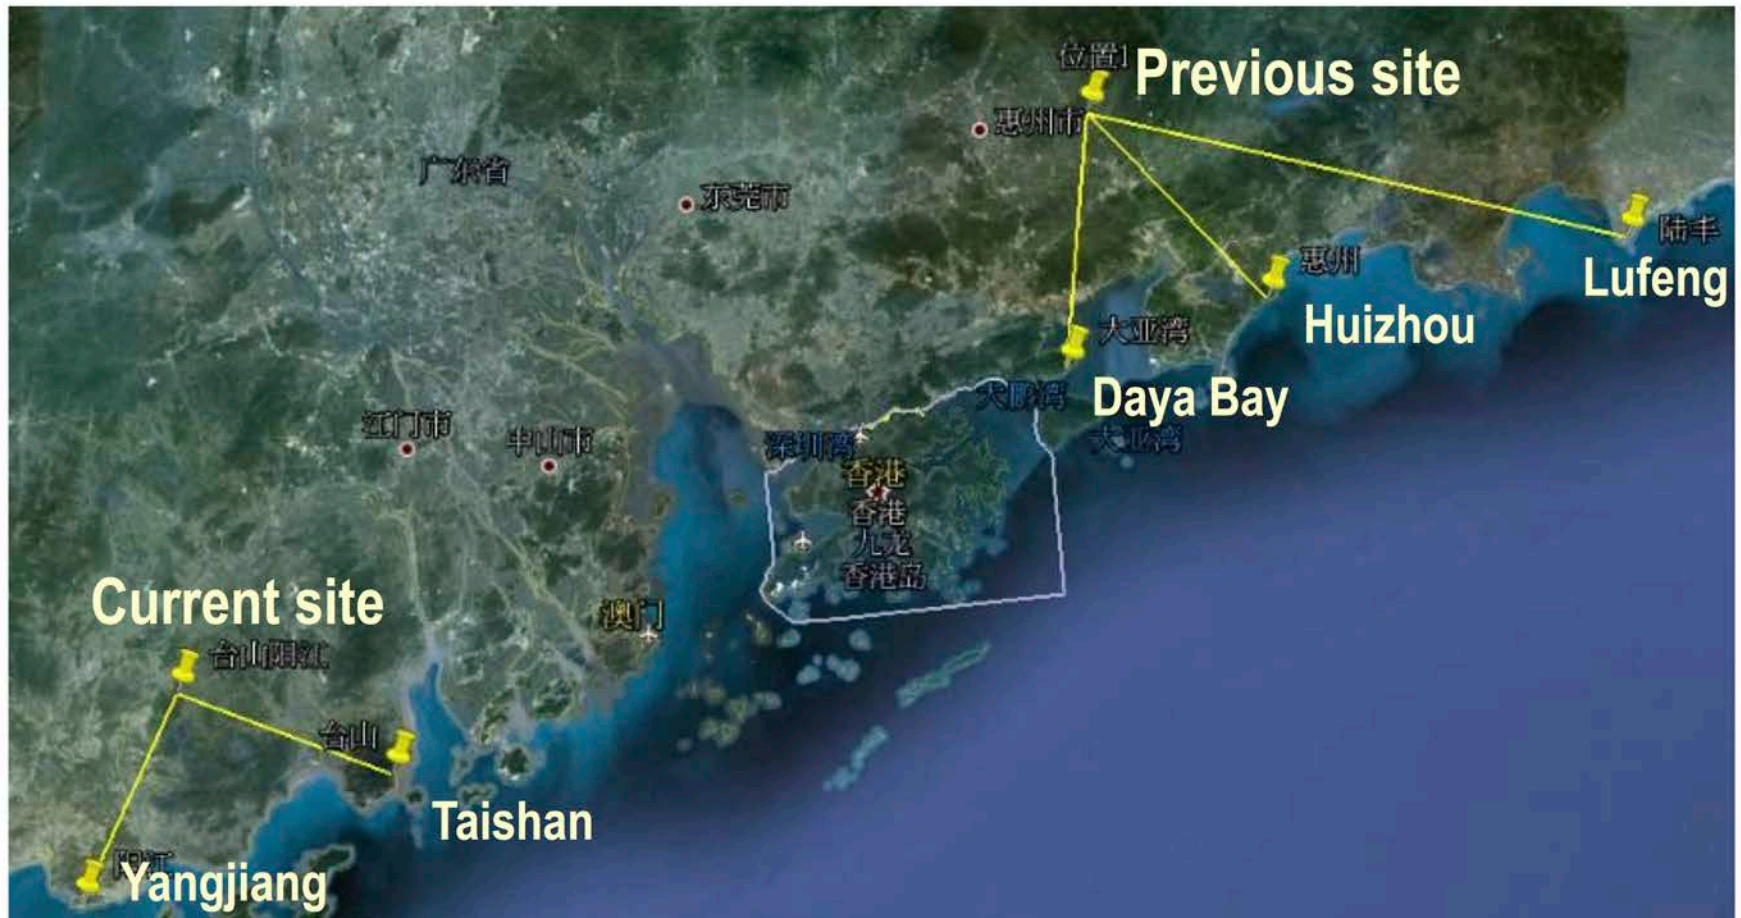 位置1
Previous site
惠州市
广东省
东莞市
陆丰
Lufeng
惠州
Huizhou
大亚湾
大鹏湾
Daya Bay
大亚湾
江门市
中山市
深圳湾
香港
香港
九龙
香港岛
Current site
澳门
台山阳江
台山
Taishan
阳江
Yangjiang